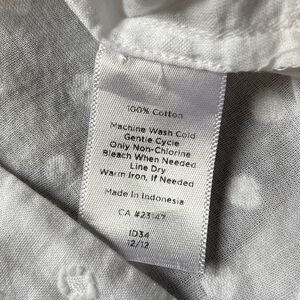 100% Cotton
Machine Wash Cold
Gentle Cycle
Only Non-Chlorine
Bleach When Needed
Line Dry
Warm Iron, If Needed
Made in Indonesia
CA #23147
ID34
12/12